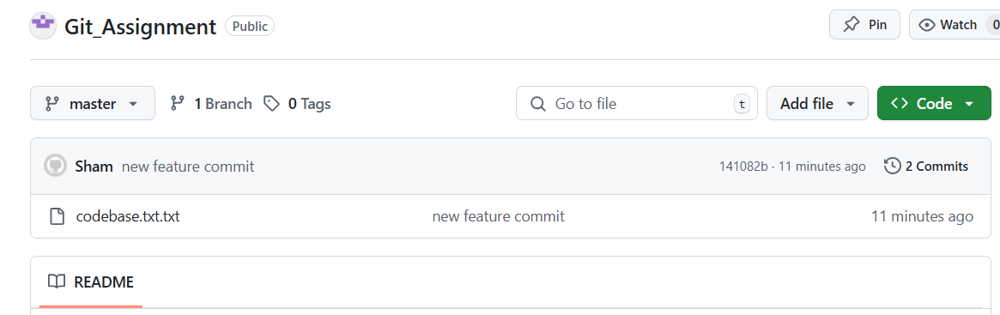 Git_Assignment Public Pin Watch 0
master 1 Branch 0 Tags Go to file t Add file Code
Sham new feature commit 141082b · 11 minutes ago 2 Commits
codebase.txt.txt new feature commit 11 minutes ago
README